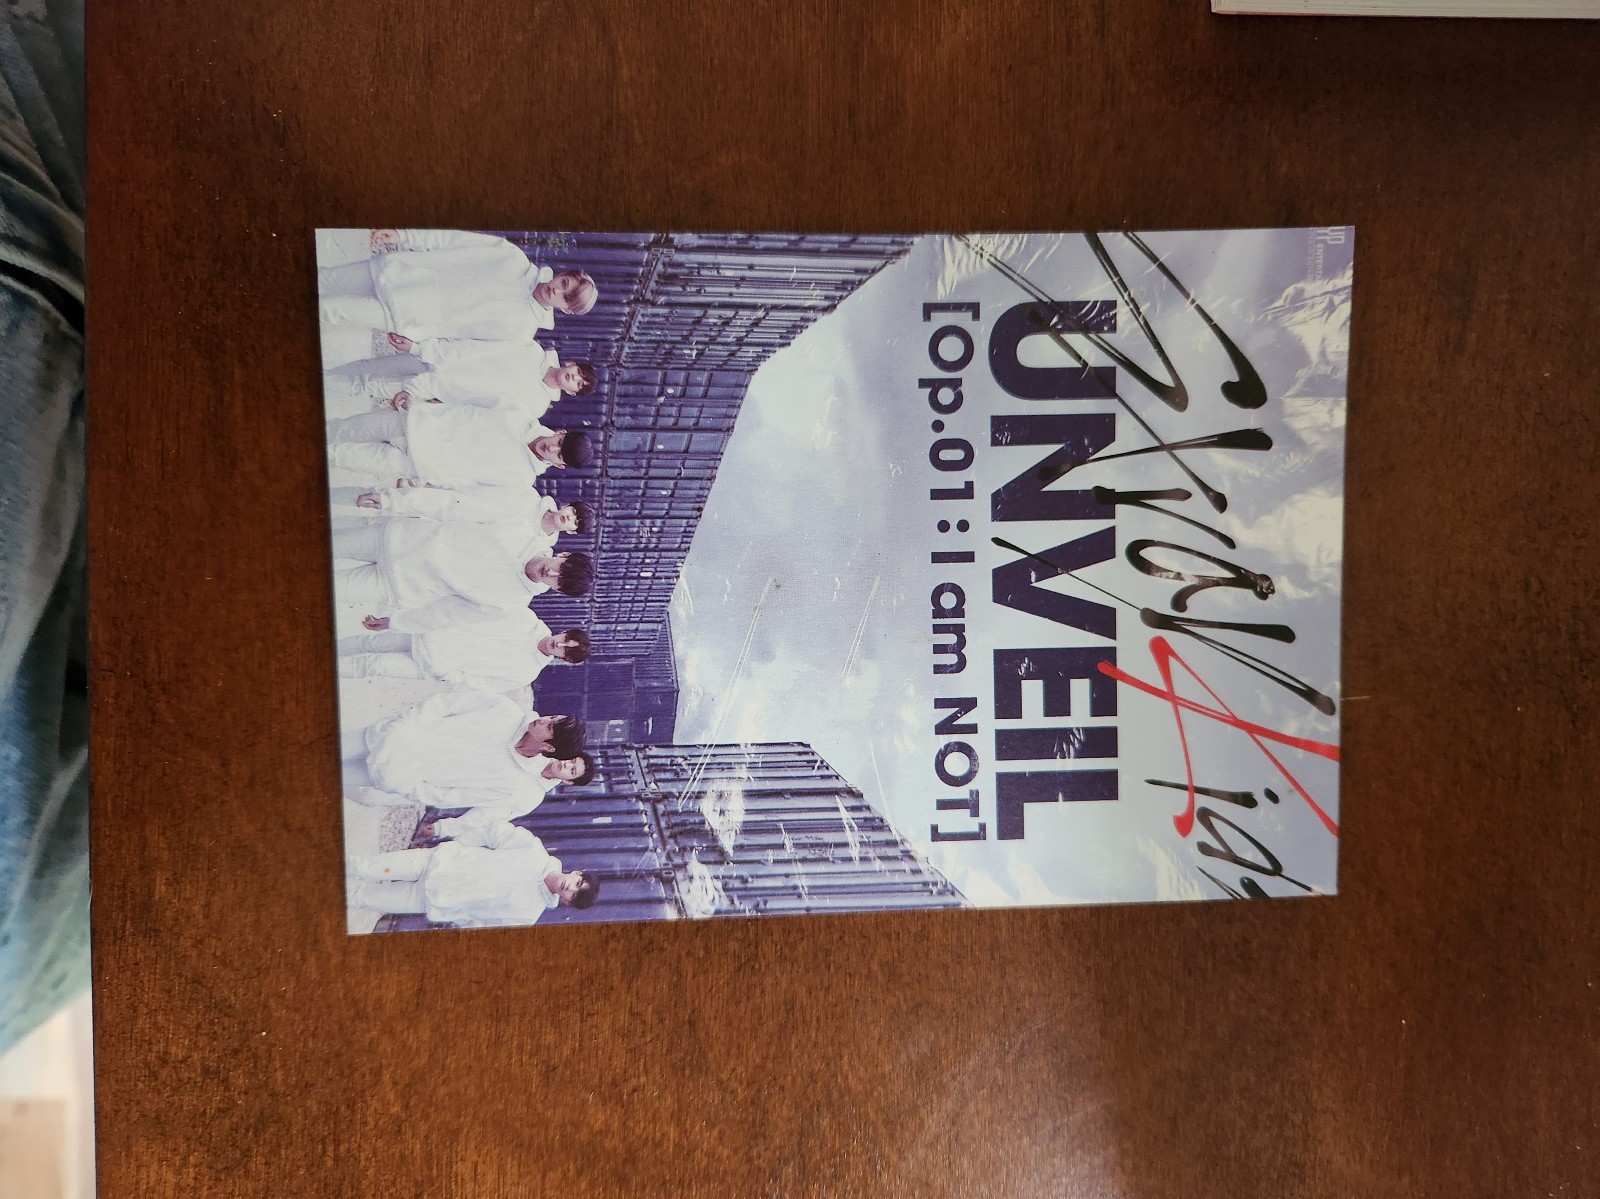 Stray Kids
UNVEIL
[Op.01 : I am NOT]